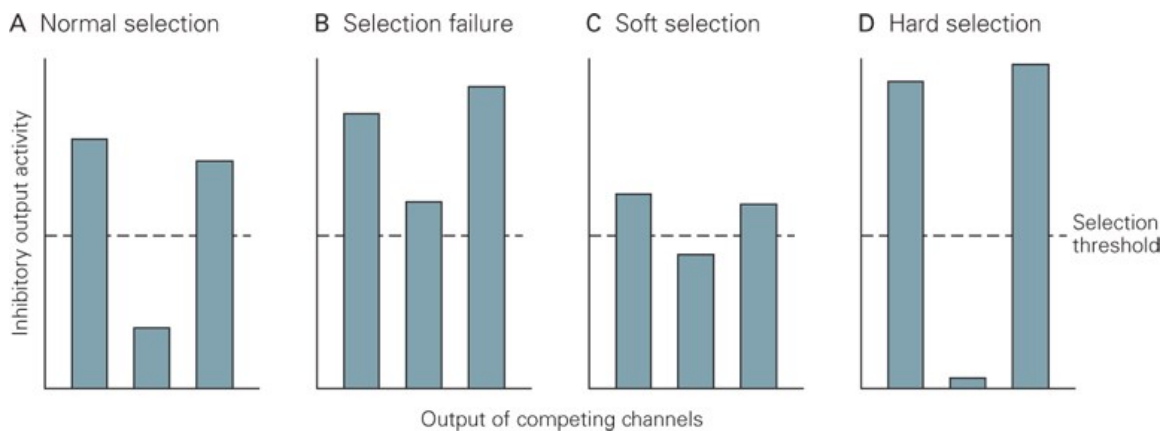 A Normal selection
B Selection failure
C Soft selection
D Hard selection
Inhibitory output activity
Selection
threshold
Output of competing channels